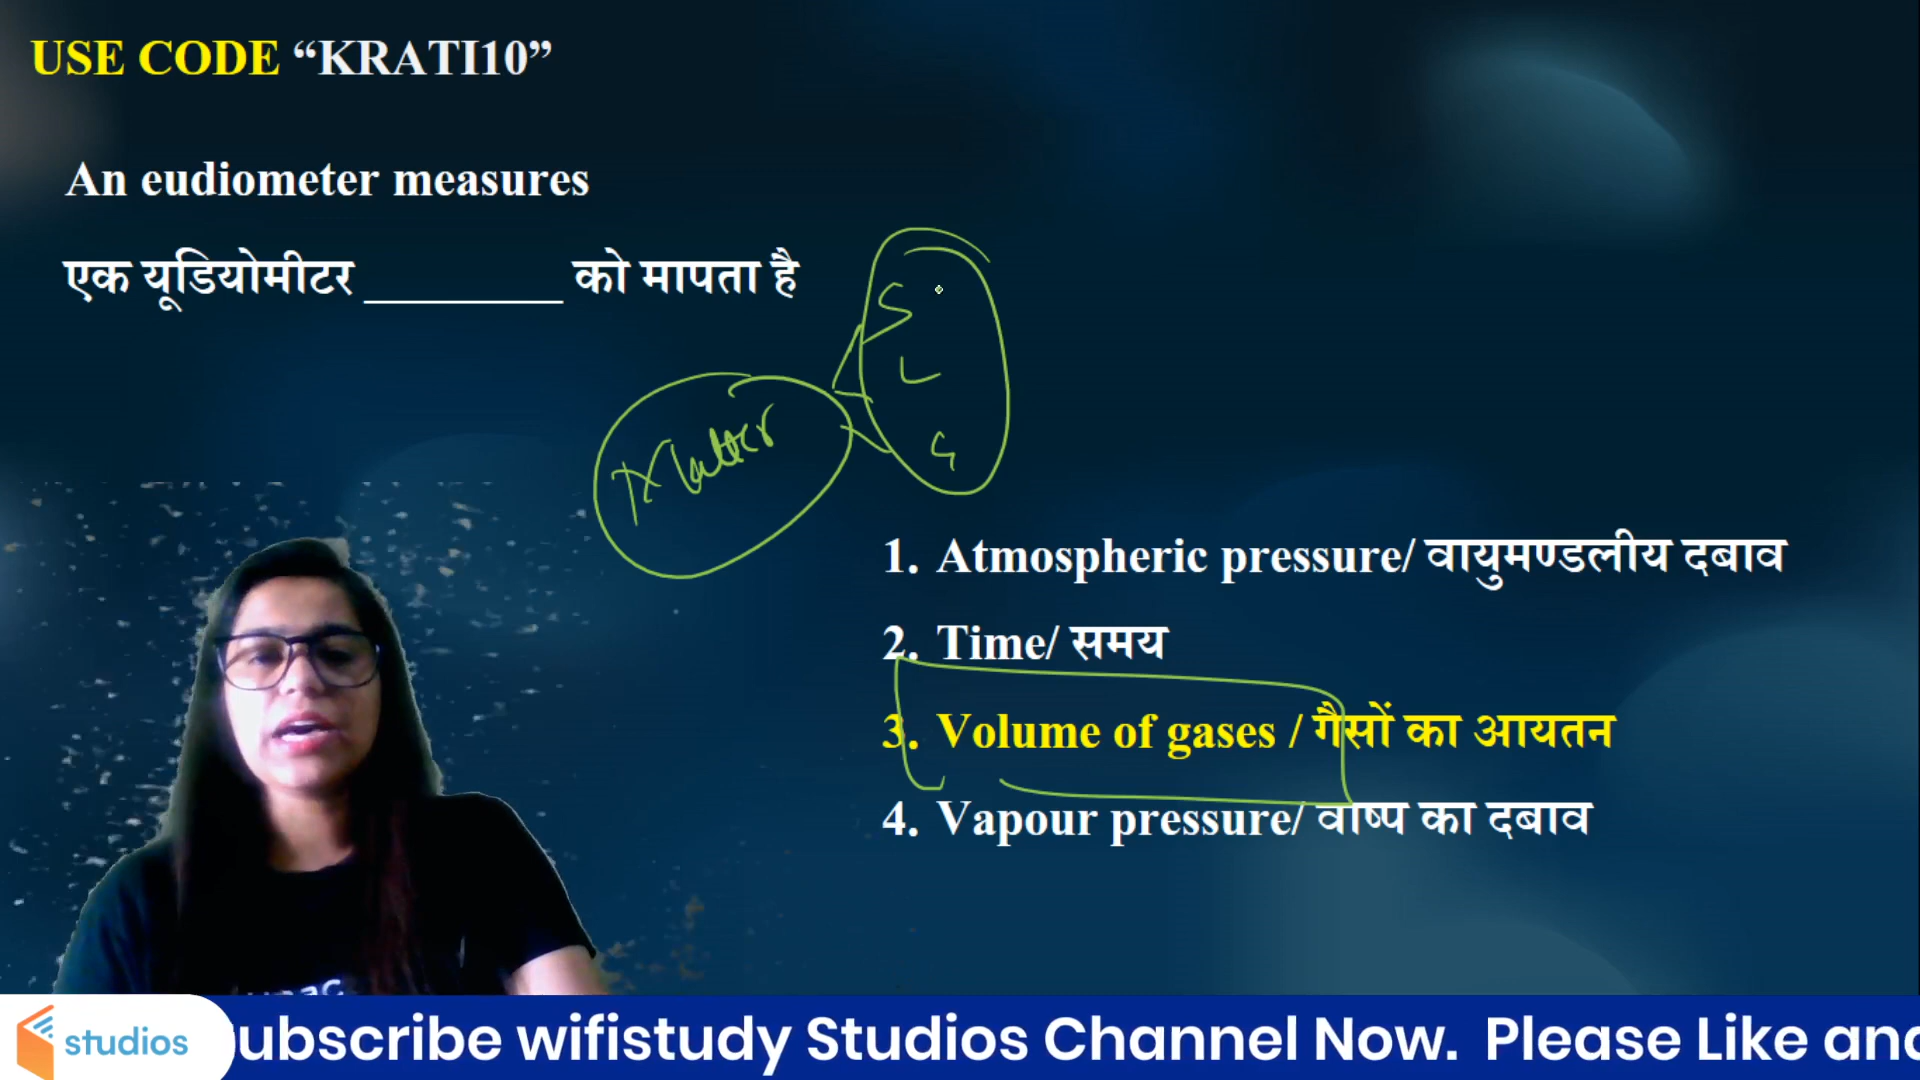 USE CODE “KRATI10”
An eudiometer measures
एक यूडियोमीटर ________ को मापता है
S
L
G
Matter
1. Atmospheric pressure/ वायुमण्डलीय दबाव
2. Time/ समय
3. Volume of gases / गैसों का आयतन
4. Vapour pressure/ वाष्प का दबाव
studios
ubscribe wifistudy Studios Channel Now. Please Like and